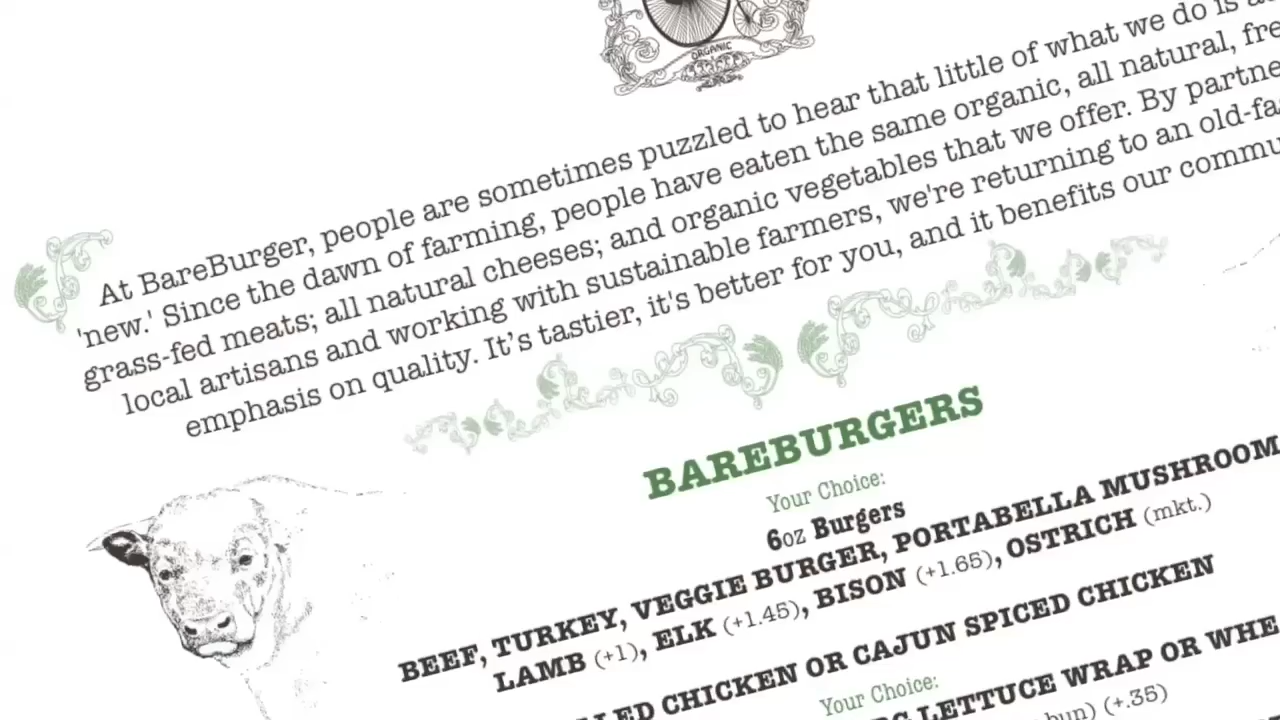 ORGANIC
At BareBurger, people are sometimes puzzled to hear that little of what we do is
'new.' Since the dawn of farming, people have eaten the same organic, all natural,
grass-fed meats; all natural cheeses; and organic vegetables that we offer. By
local artisans and working with sustainable farmers, we're returning to an
emphasis on quality. It's tastier, it's better for you, and it benefits our
BAREBURGERS
Your Choice:
6oz Burgers
BEEF, TURKEY, VEGGIE BURGER, PORTABELLA MUSHROOM
LAMB (+1), ELK (+1.45), BISON (+1.65), OSTRICH (mkt.)
CHICKEN OR CAJUN SPICED CHICKEN
Your Choice:
LETTUCE WRAP OR
bun) (+.35)